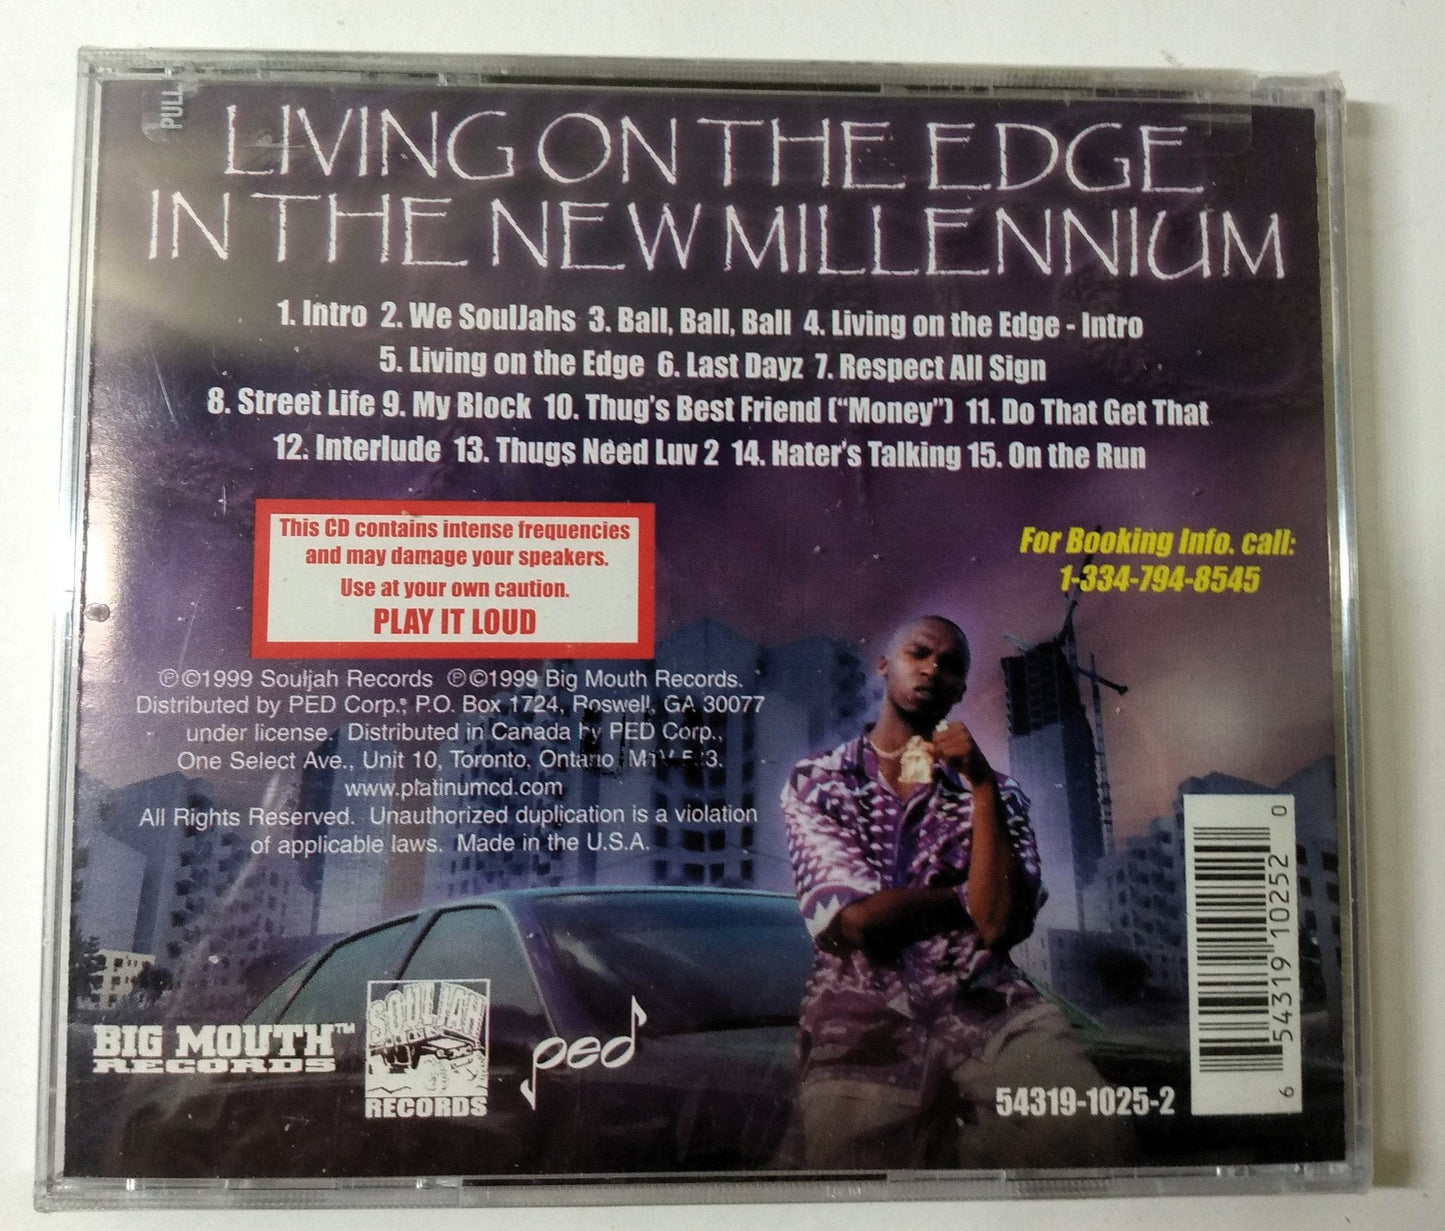 PULL
LIVING ON THE EDGE
IN THE NEW MILLENNIUM
1. Intro 2. We SoulJahs 3. Ball, Ball, Ball 4. Living on the Edge - Intro
5. Living on the Edge 6. Last Dayz 7. Respect All Sign
8. Street Life 9. My Block 10. Thug's Best Friend ("Money") 11. Do That Get That
12. Interlude 13. Thugs Need Luv 2 14. Hater's Talking 15. On the Run
This CD contains intense frequencies
and may damage your speakers.
Use at your own caution.
PLAY IT LOUD
For Booking Info. call:
1-334-794-8545
℗©1999 Souljah Records ℗©1999 Big Mouth Records.
Distributed by PED Corp.: P.O. Box 1724, Roswell, GA 30077
under license. Distributed in Canada by PED Corp.,
One Select Ave., Unit 10, Toronto, Ontario
www.platinumcd.com
All Rights Reserved. Unauthorized duplication is a violation
of applicable laws. Made in the U.S.A.
BIG MOUTH™
RECORDS
SOULJAH
RECORDS
ped
54319-1025-2
6 54319 10252 0